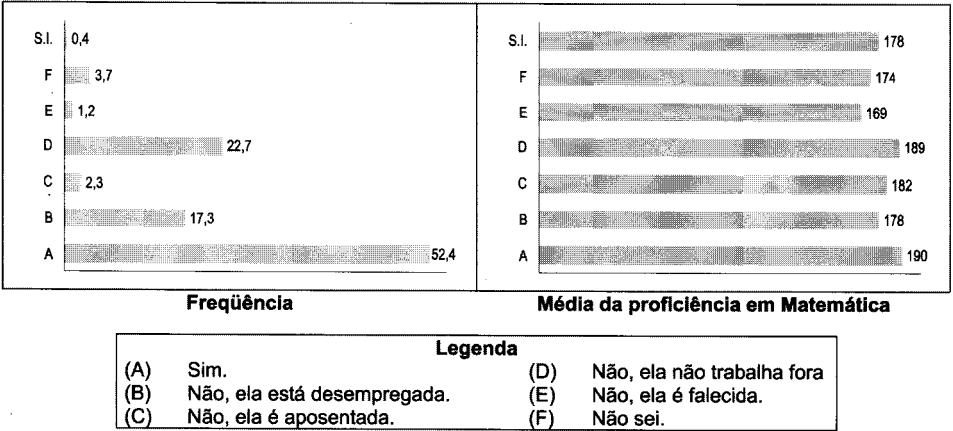 S.I. 0,4
F 3,7
E 1,2
D 22,7
C 2,3
B 17,3
A 52,4
Freqüência
S.I. 178
F 174
E 169
D 189
C 182
B 178
A 190
Média da proficiência em Matemática
Legenda
(A) Sim.
(B) Não, ela está desempregada.
(C) Não, ela é aposentada.
(D) Não, ela não trabalha fora
(E) Não, ela é falecida.
(F) Não sei.